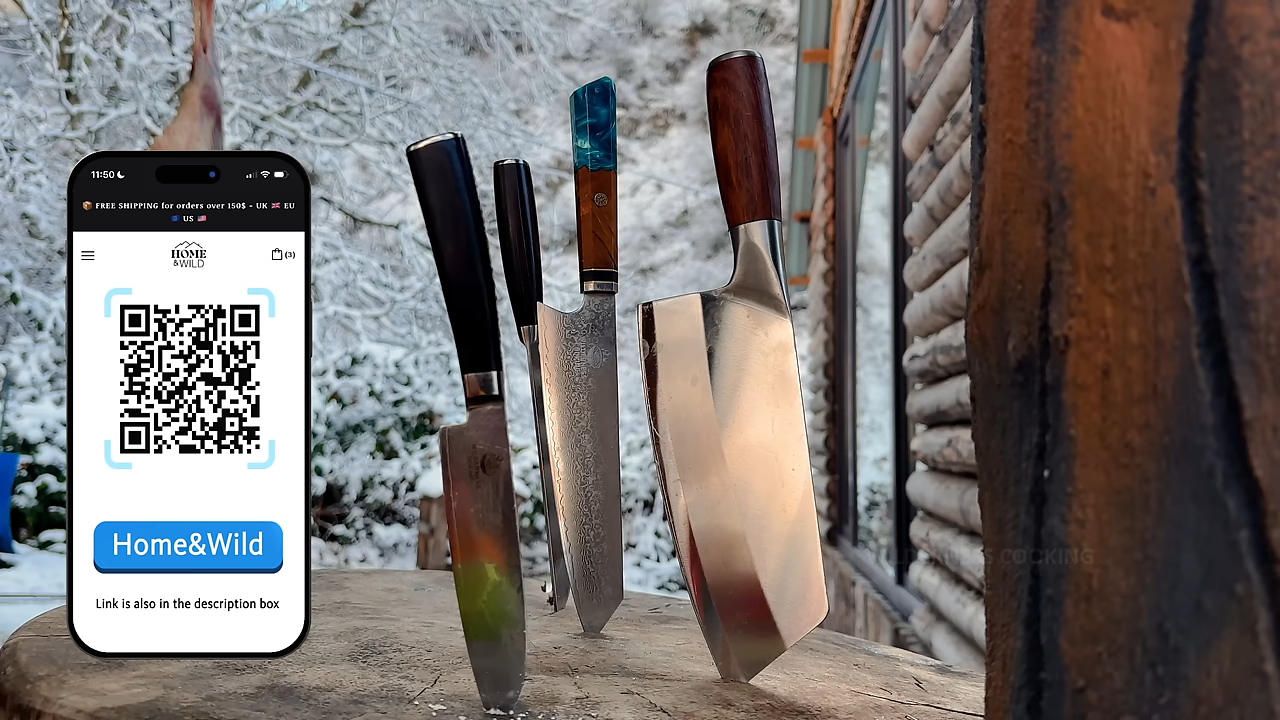 11:50
📦 FREE SHIPPING for orders over 150$ - UK 🇬🇧 EU
🇪🇺 US 🇺🇸
HOME
&WILD
(3)
Home&Wild
Link is also in the description box
COOKING